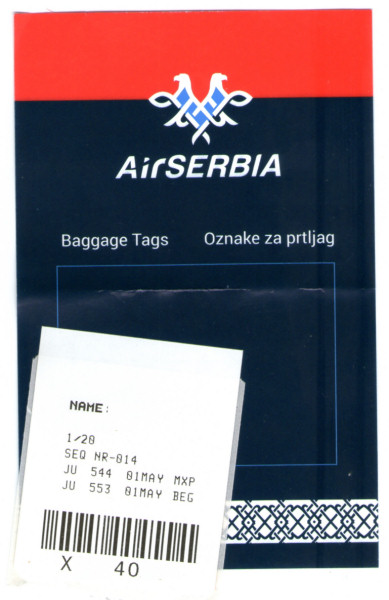 AirSERBIA
Baggage Tags Oznake za prtljag
NAME:
1/20
SEQ NR-014
JU 544 01MAY MXP
JU 553 01MAY BEG
X 40